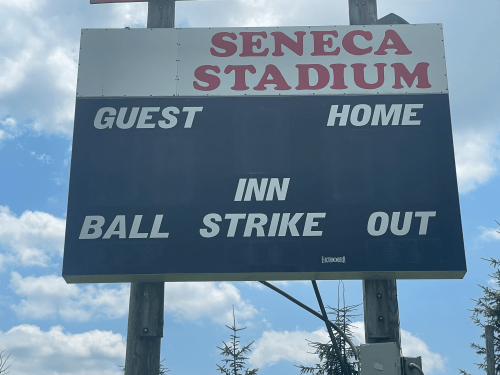 SENECA
STADIUM
GUEST HOME
INN
BALL STRIKE OUT